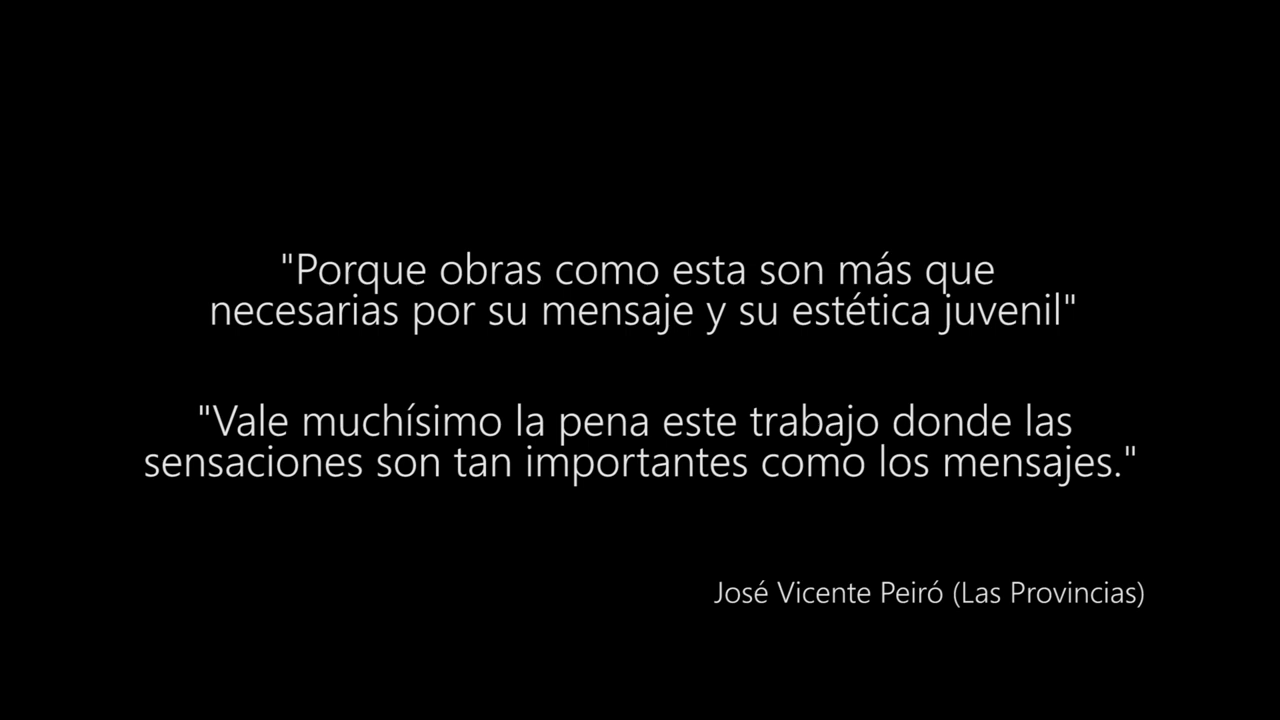 "Porque obras como esta son más que
necesarias por su mensaje y su estética juvenil"
"Vale muchísimo la pena este trabajo donde las
sensaciones son tan importantes como los mensajes."
José Vicente Peiró (Las Provincias)